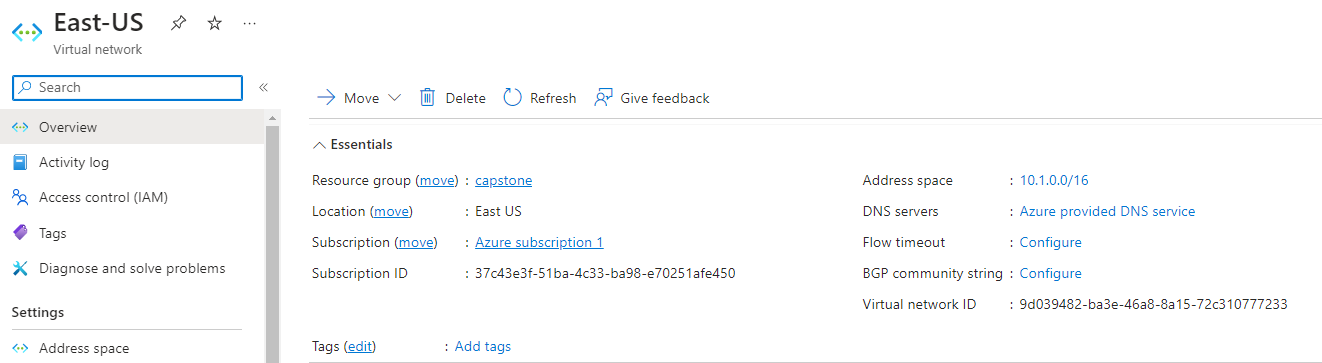 East-US
Virtual network
Search
Overview
Activity log
Access control (IAM)
Tags
Diagnose and solve problems
Settings
Address space
Move
Delete
Refresh
Give feedback
Essentials
Resource group (move) : capstone
Location (move) : East US
Subscription (move) : Azure subscription 1
Subscription ID : 37c43e3f-51ba-4c33-ba98-e70251afe450
Address space : 10.1.0.0/16
DNS servers : Azure provided DNS service
Flow timeout : Configure
BGP community string : Configure
Virtual network ID : 9d039482-ba3e-46a8-8a15-72c310777233
Tags (edit) : Add tags